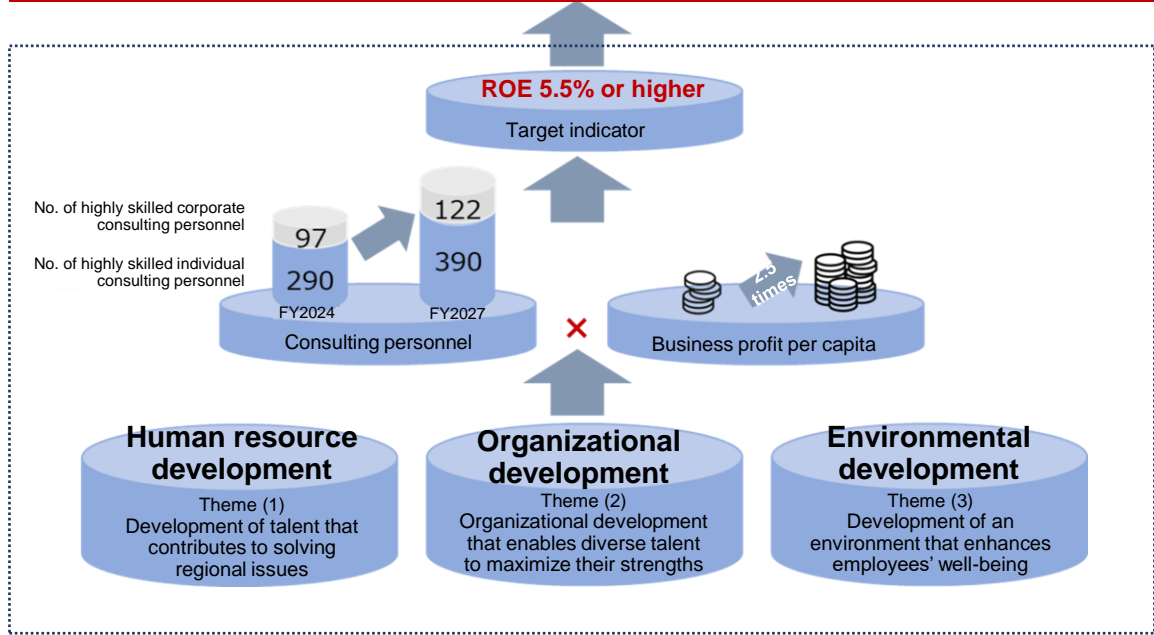 ROE 5.5% or higher
Target indicator
No. of highly skilled corporate
consulting personnel
No. of highly skilled individual
consulting personnel
97
290
FY2024
122
390
FY2027
Consulting personnel
×
2.5
times
Business profit per capita
Human resource
development
Theme (1)
Development of talent that
contributes to solving
regional issues
Organizational
development
Theme (2)
Organizational development
that enables diverse talent
to maximize their strengths
Environmental
development
Theme (3)
Development of an
environment that enhances
employees’ well-being